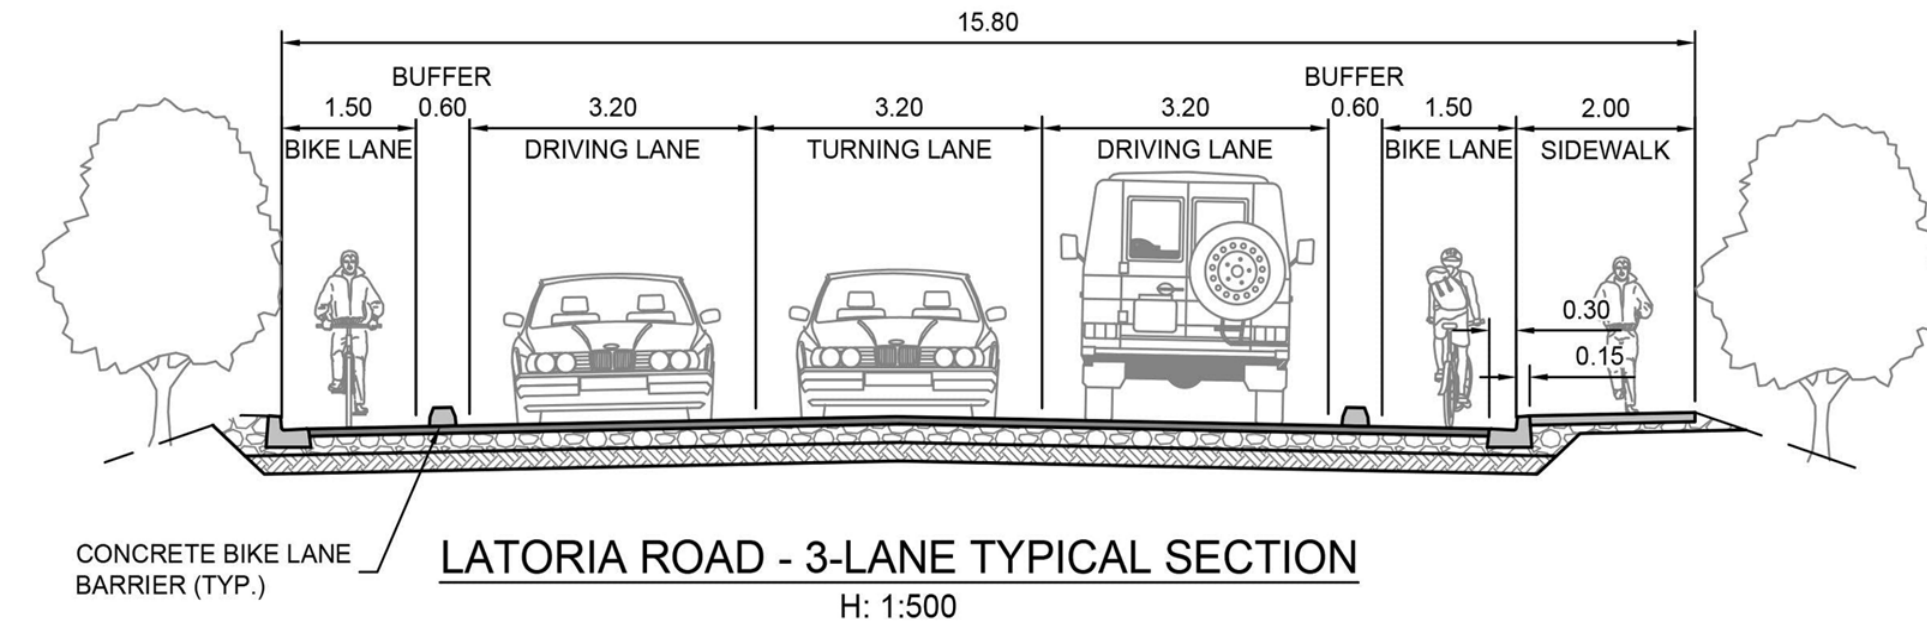 15.80
BUFFER BUFFER
1.50 0.60 3.20 3.20 3.20 0.60 1.50 2.00
BIKE LANE DRIVING LANE TURNING LANE DRIVING LANE BIKE LANE SIDEWALK
0.30
0.15
CONCRETE BIKE LANE
BARRIER (TYP.)
LATORIA ROAD - 3-LANE TYPICAL SECTION
H: 1:500